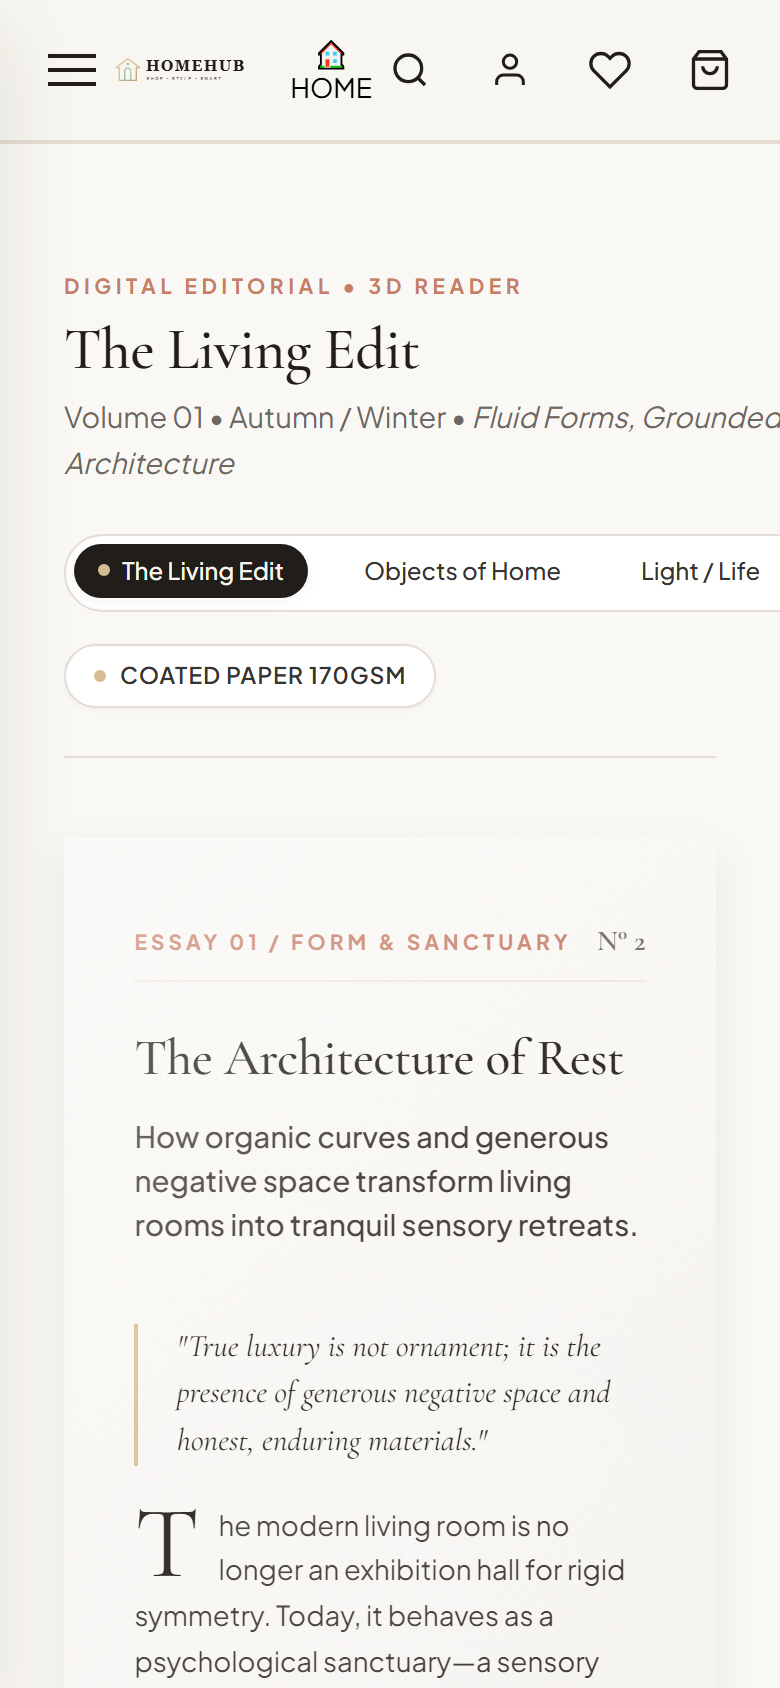 HOMEHUB
SHOP • STYLE • SMART
HOME
DIGITAL EDITORIAL • 3D READER
The Living Edit
Volume 01 • Autumn / Winter • Fluid Forms, Grounded
Architecture
The Living Edit
Objects of Home
Light / Life
COATED PAPER 170GSM
ESSAY 01 / FORM & SANCTUARY
Nº 2
The Architecture of Rest
How organic curves and generous
negative space transform living
rooms into tranquil sensory retreats.
"True luxury is not ornament; it is the
presence of generous negative space and
honest, enduring materials."
The modern living room is no
longer an exhibition hall for rigid
symmetry. Today, it behaves as a
psychological sanctuary—a sensory